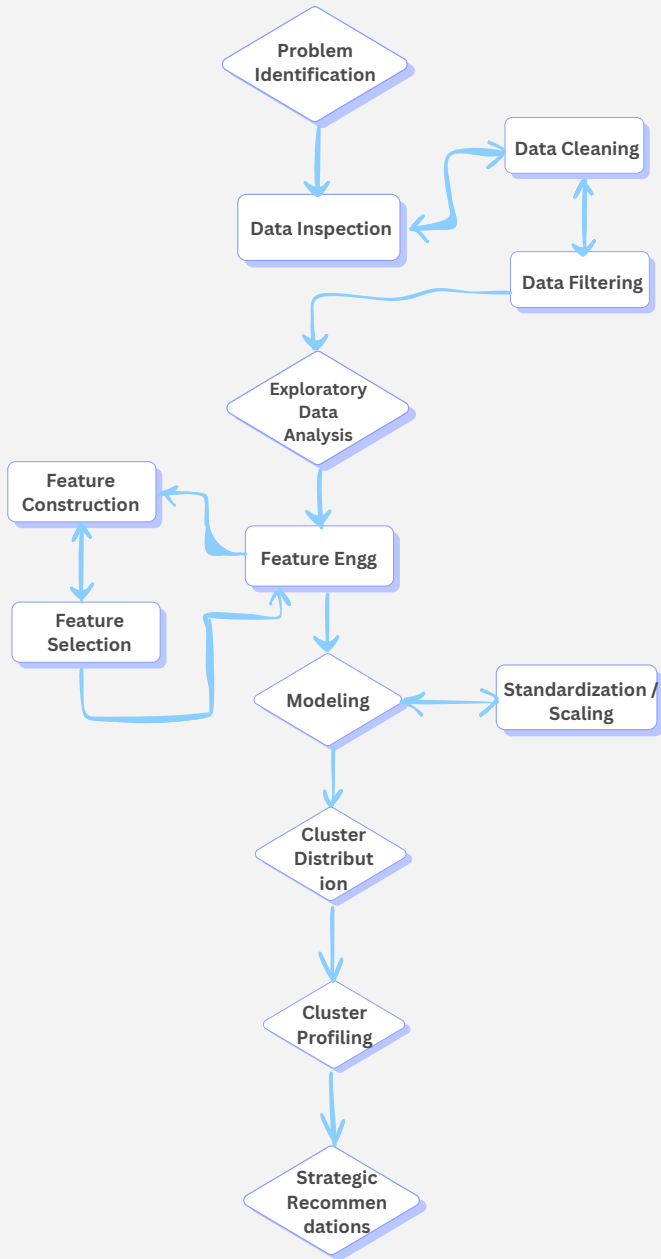 Problem
Identification
Data Cleaning
Data Inspection
Data Filtering
Exploratory
Data
Analysis
Feature
Construction
Feature Engg
Feature
Selection
Modeling
Standardization /
Scaling
Cluster
Distribut
ion
Cluster
Profiling
Strategic
Recommen
dations